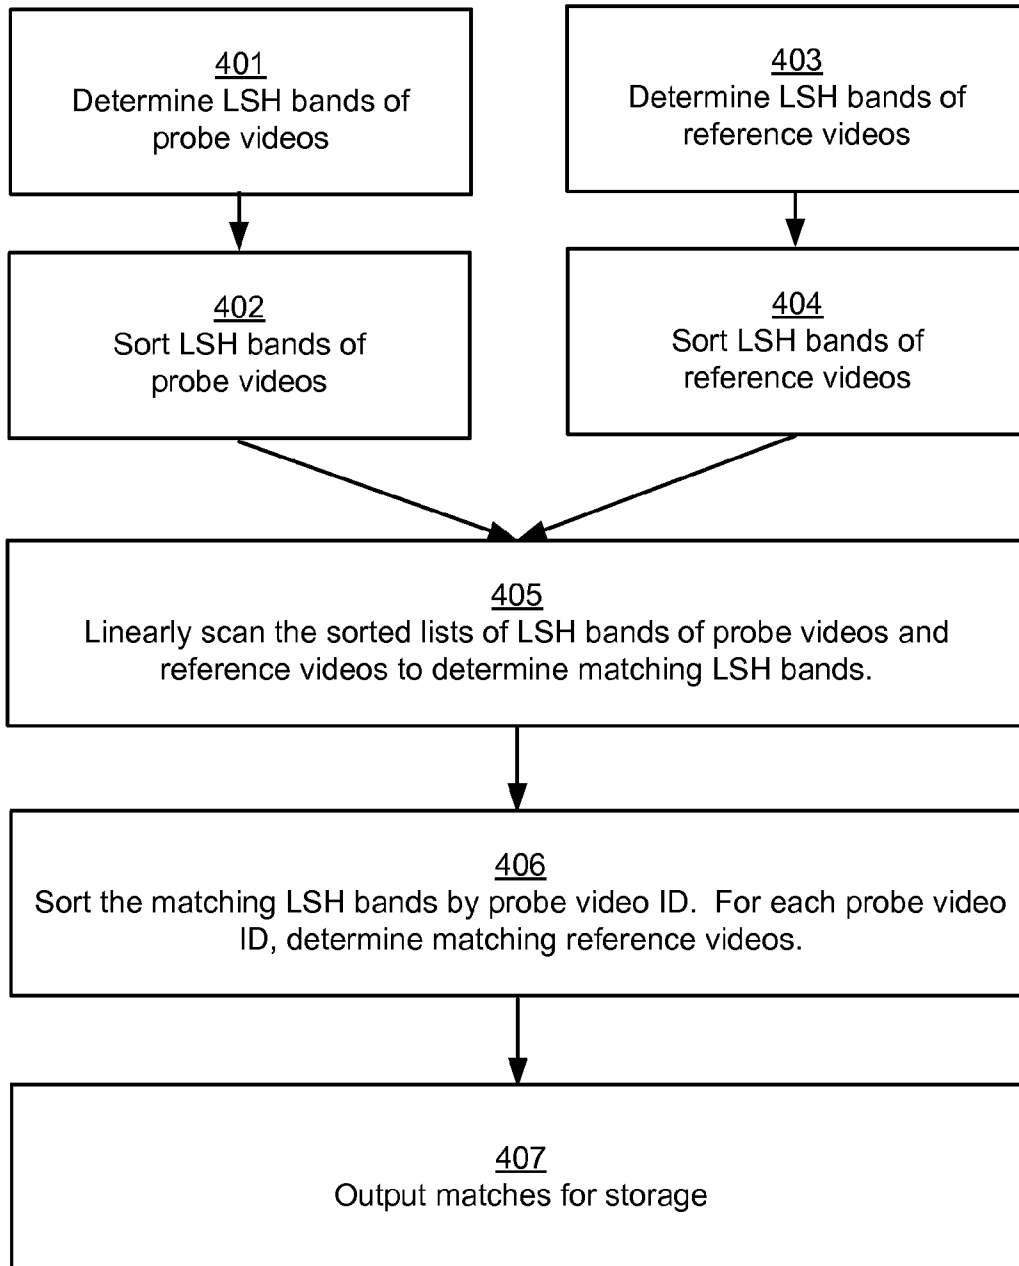 401
Determine LSH bands of
probe videos
403
Determine LSH bands of
reference videos
402
Sort LSH bands of
probe videos
404
Sort LSH bands of
reference videos
405
Linearly scan the sorted lists of LSH bands of probe videos and
reference videos to determine matching LSH bands.
406
Sort the matching LSH bands by probe video ID.  For each probe video
ID, determine matching reference videos.
407
Output matches for storage